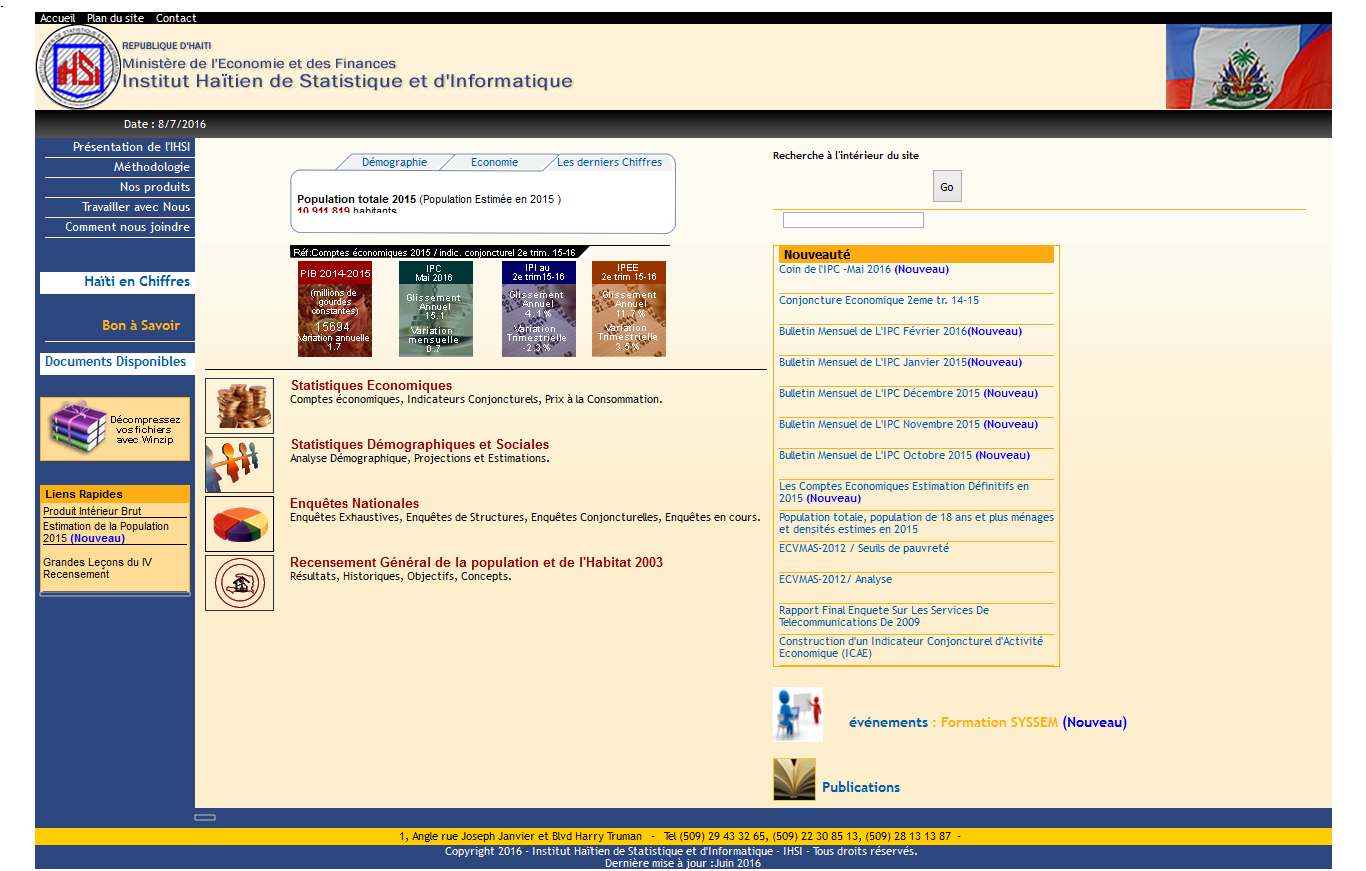 Accueil Plan du site Contact
IHSI
REPUBLIQUE D'HAITI
Ministère de l'Economie et des Finances
Institut Haïtien de Statistique et d'Informatique
Date : 8/7/2016
Présentation de l'IHSI
Méthodologie
Nos produits
Travailler avec Nous
Comment nous joindre
Haïti en Chiffres
Bon à Savoir
Documents Disponibles
Décompressez
vos fichiers
avec Winzip
Liens Rapides
Produit Intérieur Brut
Estimation de la Population
2015 (Nouveau)
Grandes Leçons du IV
Recensement
Démographie Economie Les derniers Chiffres
Population totale 2015 (Population Estimée en 2015 )
10 911 819 habitants
Réf:Comptes économiques 2015 / indic. conjoncturel 2e trim. 15-16
PIB 2014-2015
(millions de
gourdes
constantes)
15694
Variation annuelle
1.7
IPC
Mai 2016
Glissement
Annuel
15.1
Variation
mensuelle
0.7
IPI au
2e trim15-16
Glissement
Annuel
4.1 %
Variation
Trimestrielle
-2.3%
IPEE
2e trim 15-16
Glissement
Annuel
11.7 %
Variation
Trimestrielle
3.5 %
Statistiques Economiques
Comptes économiques, Indicateurs Conjoncturels, Prix à la Consommation.
Statistiques Démographiques et Sociales
Analyse Démographique, Projections et Estimations.
Enquêtes Nationales
Enquêtes Exhaustives, Enquêtes de Structures, Enquêtes Conjoncturelles, Enquêtes en cours.
Recensement Général de la population et de l'Habitat 2003
Résultats, Historiques, Objectifs, Concepts.
Recherche à l'intérieur du site
Go
Nouveauté
Coin de l'IPC -Mai 2016 (Nouveau)
Conjoncture Economique 2eme tr. 14-15
Bulletin Mensuel de L'IPC Février 2016(Nouveau)
Bulletin Mensuel de L'IPC Janvier 2015(Nouveau)
Bulletin Mensuel de L'IPC Décembre 2015 (Nouveau)
Bulletin Mensuel de L'IPC Novembre 2015 (Nouveau)
Bulletin Mensuel de L'IPC Octobre 2015 (Nouveau)
Les Comptes Economiques Estimation Définitifs en
2015 (Nouveau)
Population totale, population de 18 ans et plus ménages
et densités estimes en 2015
ECVMAS-2012 / Seuils de pauvreté
ECVMAS-2012/ Analyse
Rapport Final Enquete Sur Les Services De
Telecommunications De 2009
Construction d'un Indicateur Conjoncturel d'Activité
Economique (ICAE)
événements : Formation SYSSEM (Nouveau)
Publications
1, Angle rue Joseph Janvier et Blvd Harry Truman - Tel (509) 29 43 32 65, (509) 22 30 85 13, (509) 28 13 13 87 -
Copyright 2016 - Institut Haïtien de Statistique et d'Informatique - IHSI - Tous droits réservés.
Dernière mise à jour :Juin 2016